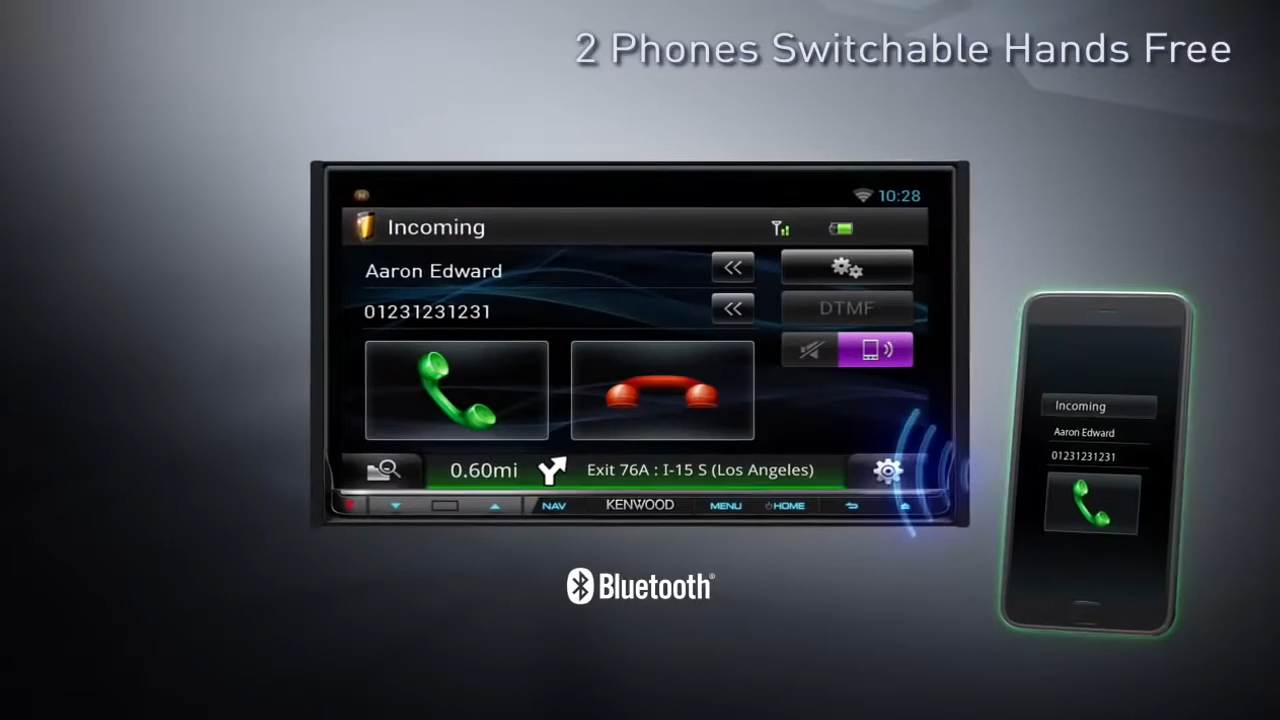 2 Phones Switchable Hands Free
10:28
Incoming
Aaron Edward
01231231231
DTMF
0.60mi
Exit 76A : I-15 S (Los Angeles)
NAV
KENWOOD
MENU
HOME
Incoming
Aaron Edward
01231231231
Bluetooth®